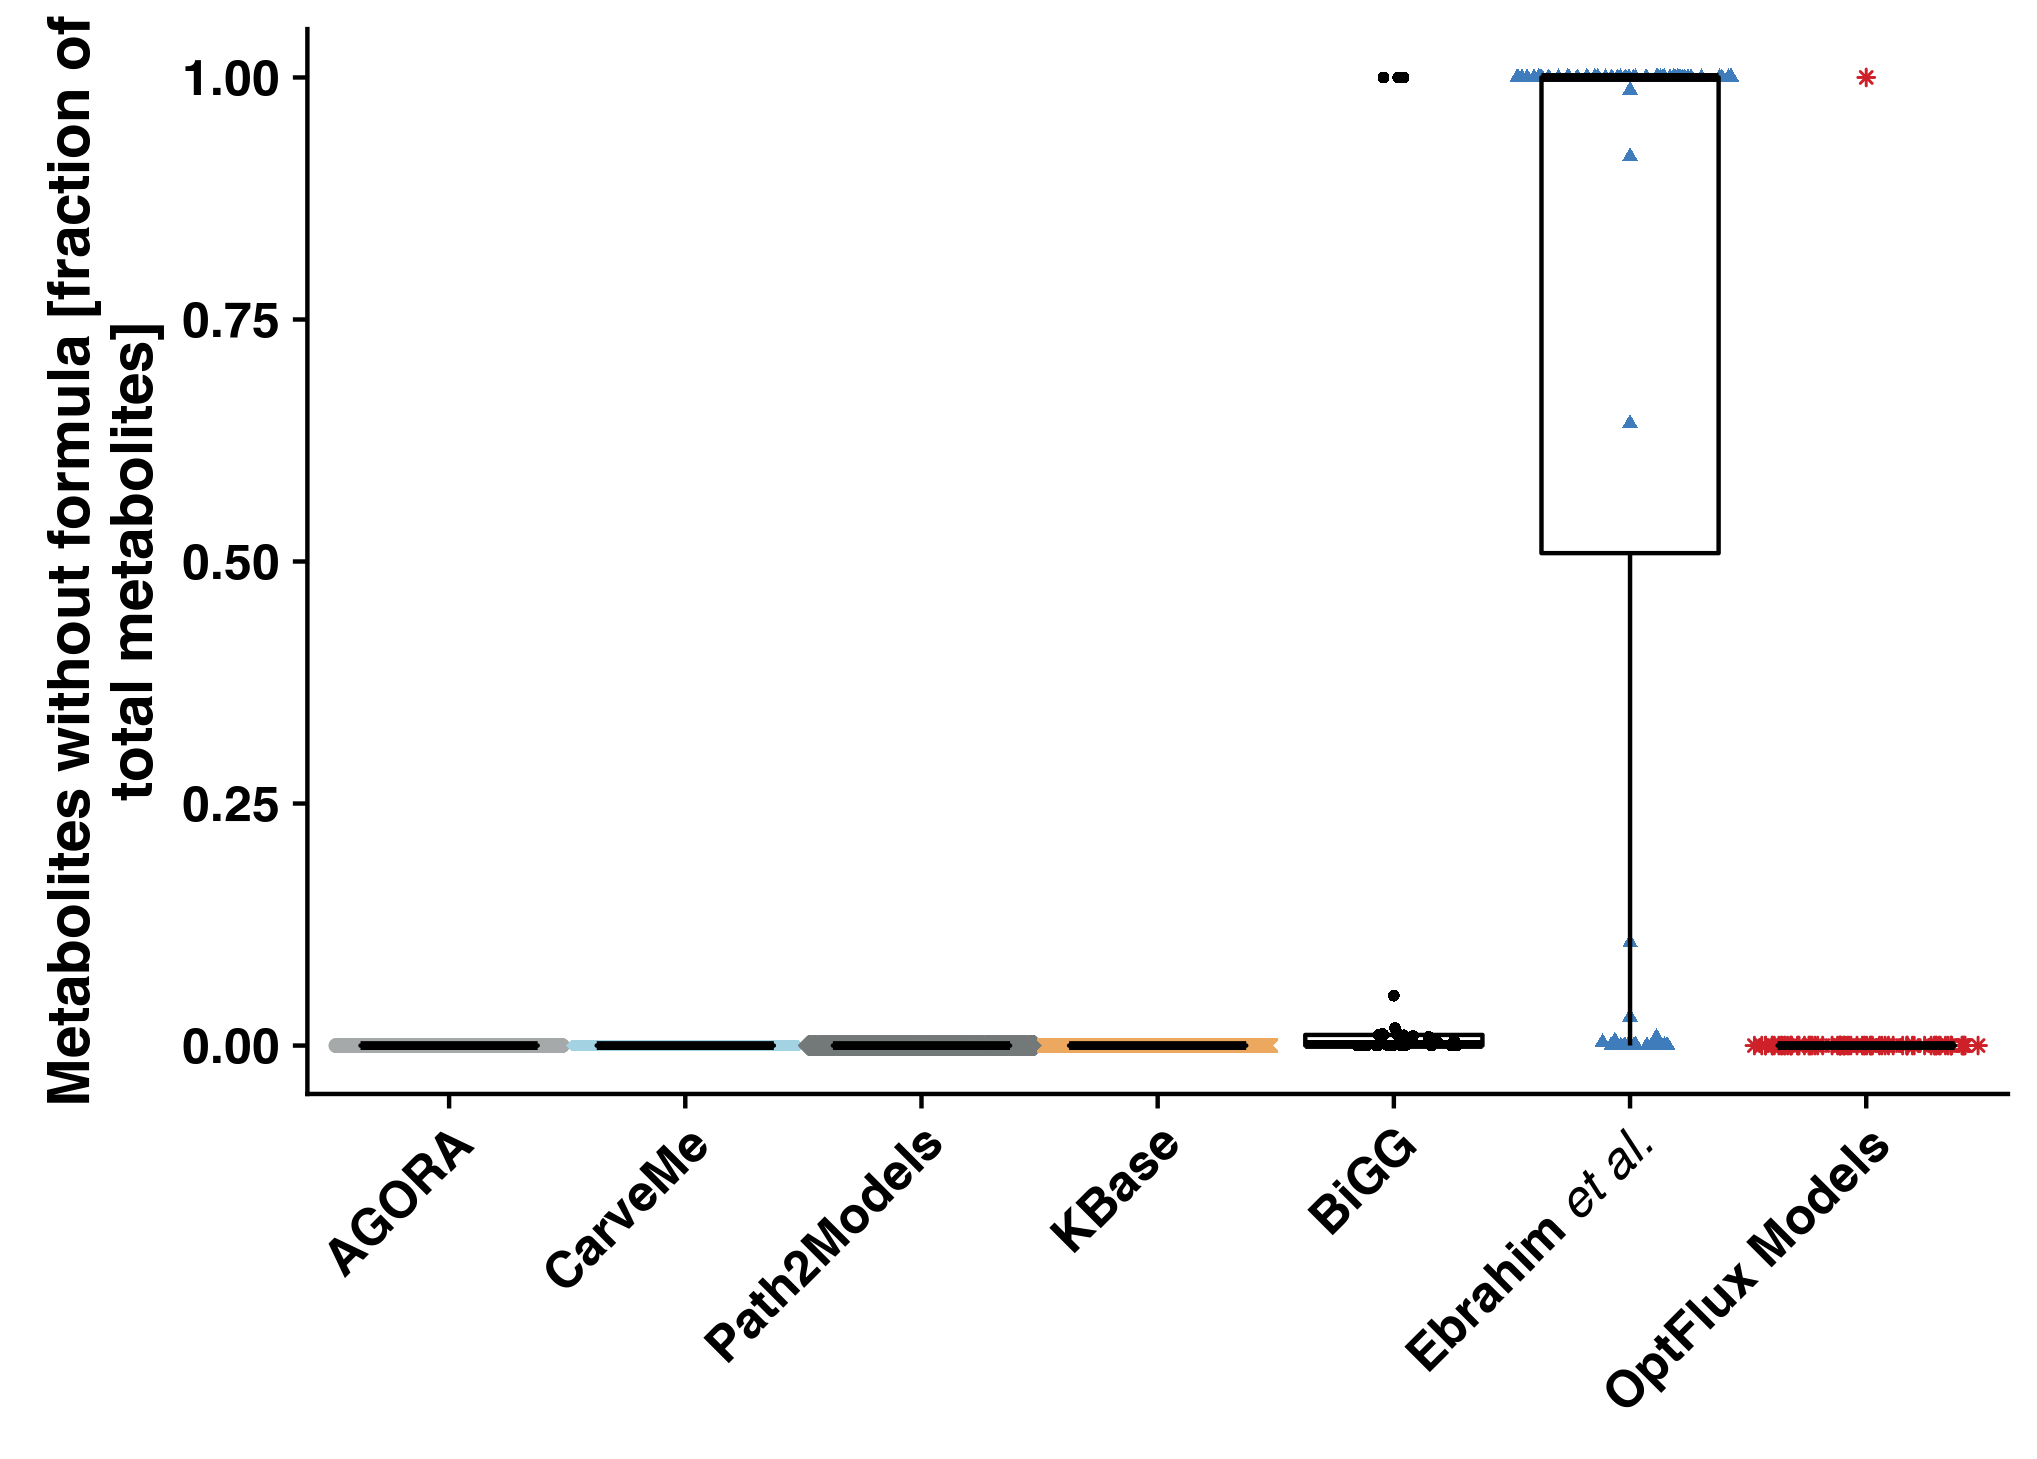 Metabolites without formula [fraction of
total metabolites]
1.00
0.75
0.50
0.25
0.00
AGORA
CarveMe
Path2Models
KBase
BiGG
Ebrahim et al.
OptFlux Models